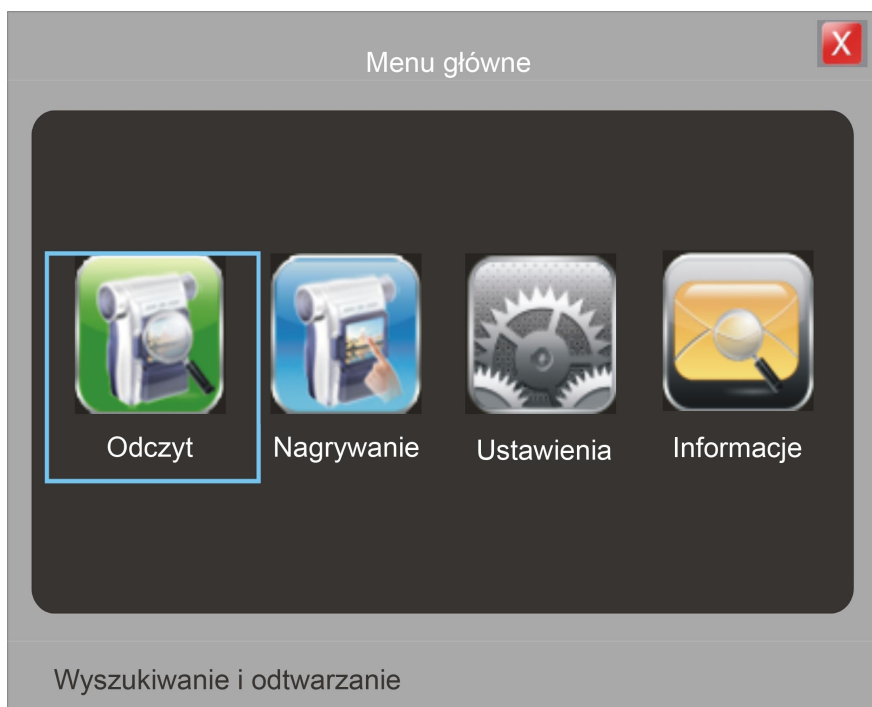 Menu główne
X
Odczyt
Nagrywanie
Ustawienia
Informacje
Wyszukiwanie i odtwarzanie